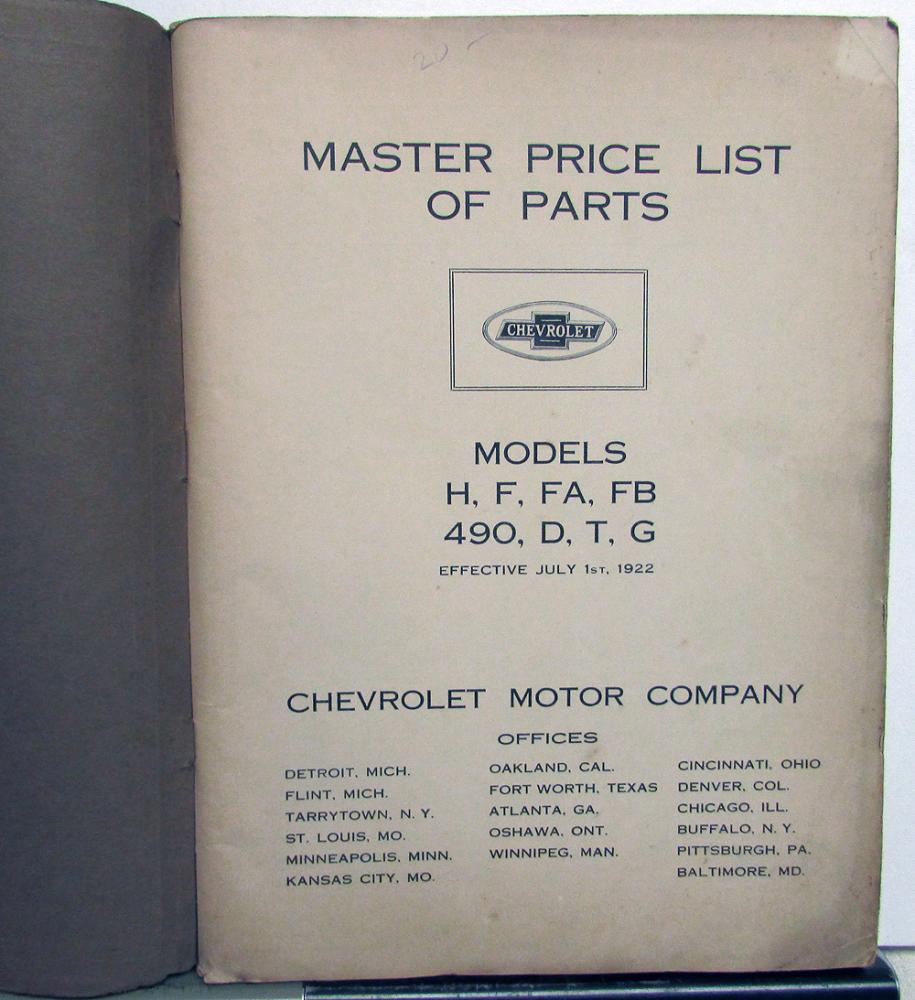 20 -
MASTER PRICE LIST
OF PARTS
CHEVROLET
MODELS
H, F, FA, FB
490, D, T, G
EFFECTIVE JULY 1ST, 1922
CHEVROLET MOTOR COMPANY
OFFICES
DETROIT, MICH.
FLINT, MICH.
TARRYTOWN, N. Y.
ST. LOUIS, MO.
MINNEAPOLIS, MINN.
KANSAS CITY, MO.
OAKLAND, CAL.
FORT WORTH, TEXAS
ATLANTA, GA.
OSHAWA, ONT.
WINNIPEG, MAN.
CINCINNATI, OHIO
DENVER, COL.
CHICAGO, ILL.
BUFFALO, N. Y.
PITTSBURGH, PA.
BALTIMORE, MD.